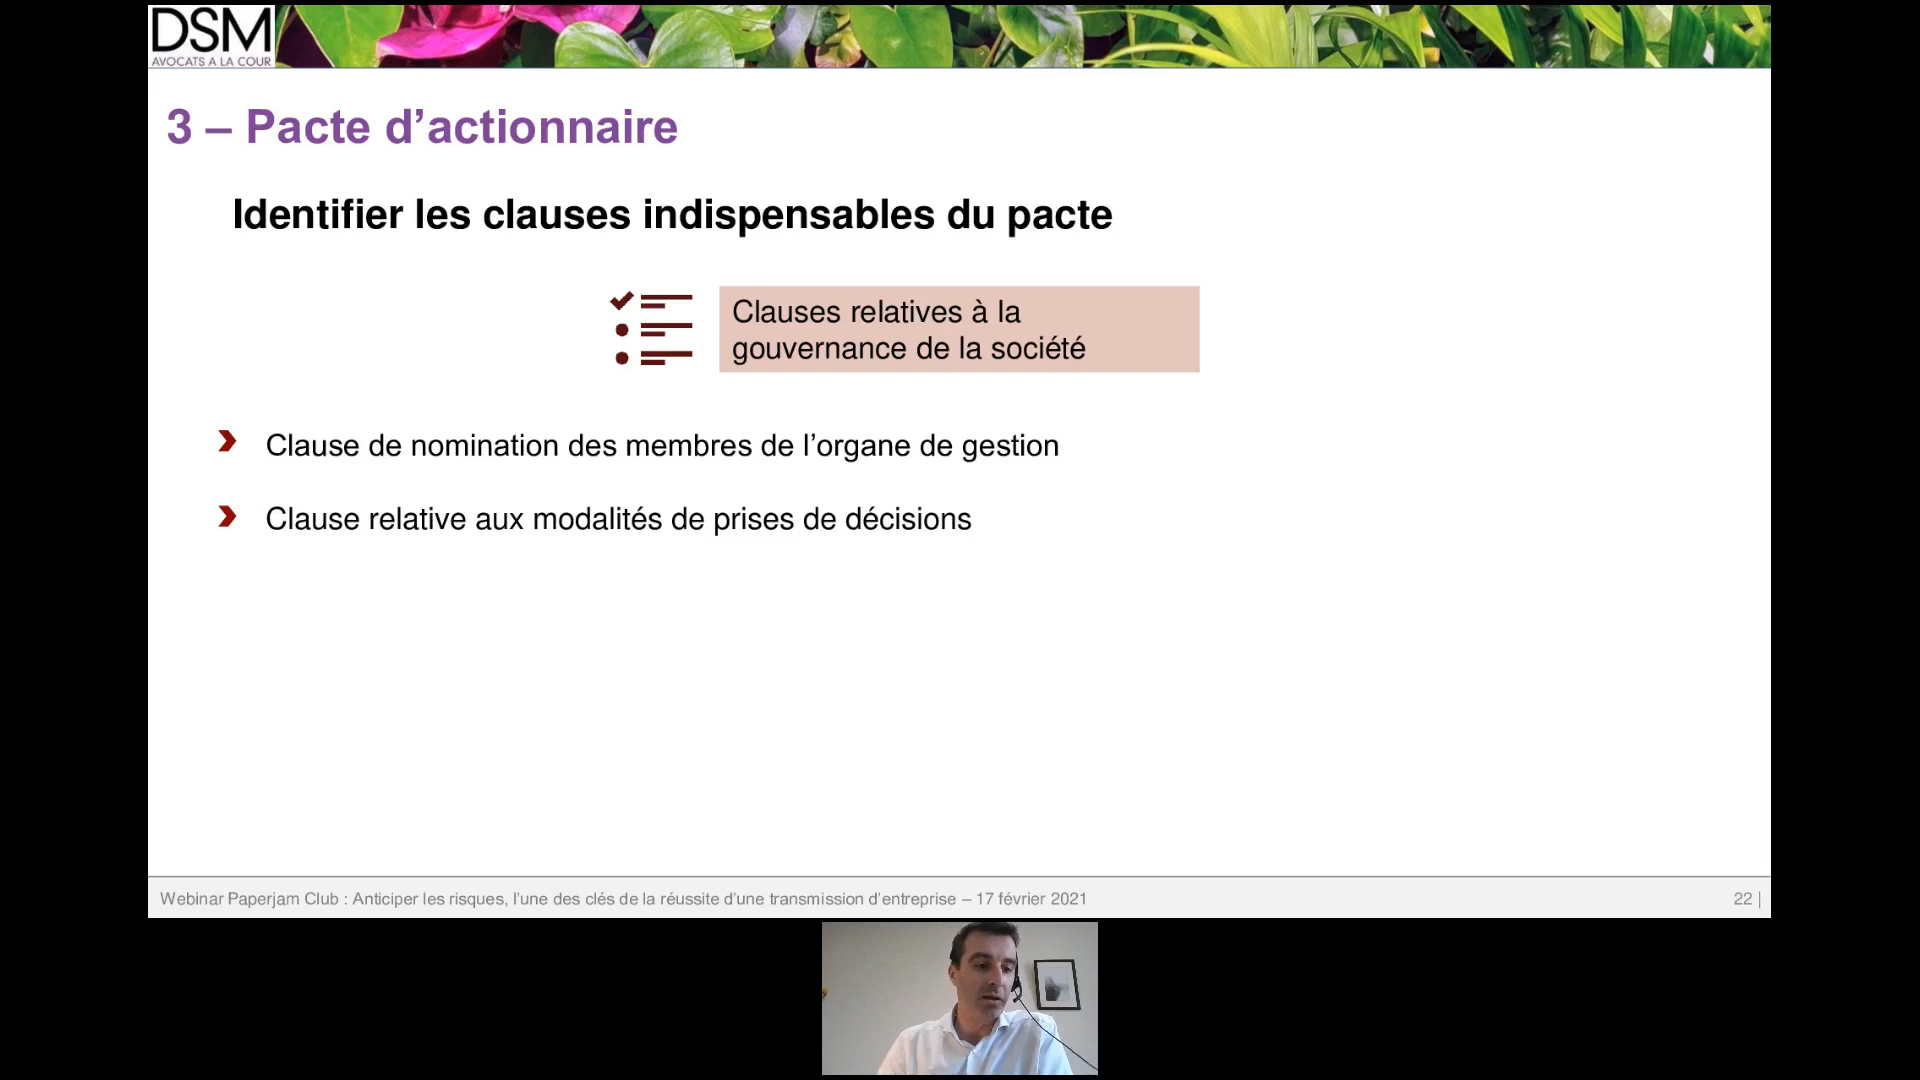 DSM
AVOCATS A LA COUR
3 – Pacte d’actionnaire
Identifier les clauses indispensables du pacte
Clauses relatives à la
gouvernance de la société
Clause de nomination des membres de l’organe de gestion
Clause relative aux modalités de prises de décisions
Webinar Paperjam Club : Anticiper les risques, l’une des clés de la réussite d’une transmission d’entreprise – 17 février 2021
22 |